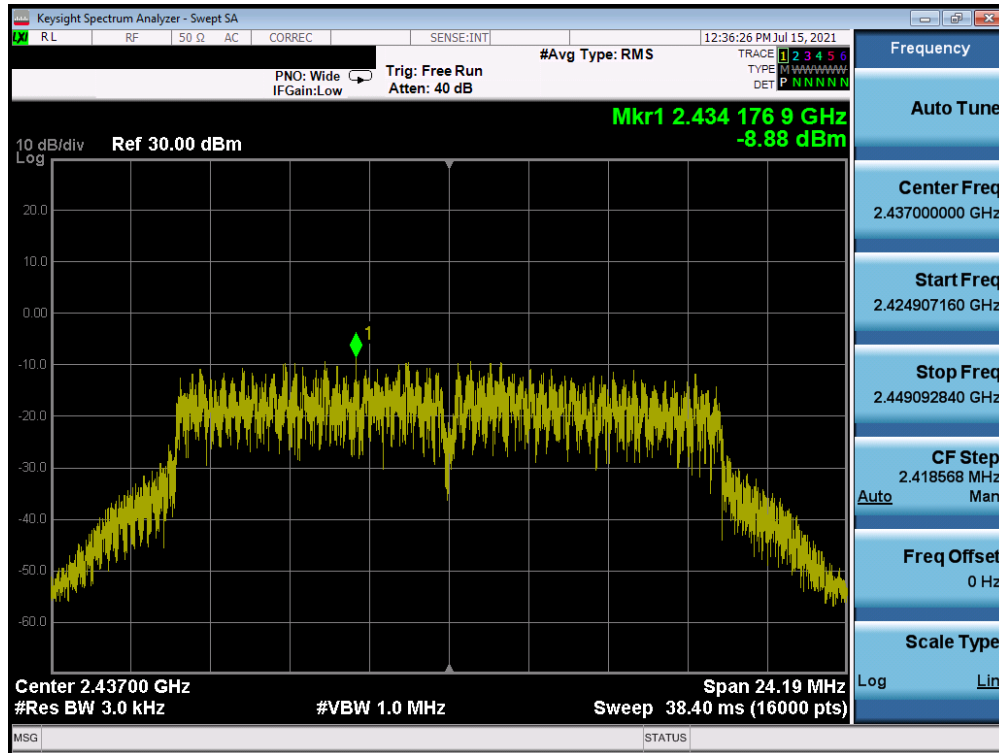 Keysight Spectrum Analyzer - Swept SA
LXI RL RF 50 Ω AC CORREC SENSE:INT 12:36:26 PM Jul 15, 2021
#Avg Type: RMS TRACE 1 2 3 4 5 6
PNO: Wide Trig: Free Run TYPE M WWWWW
IFGain:Low Atten: 40 dB DET P N N N N N
Mkr1 2.434 176 9 GHz
-8.88 dBm
10 dB/div Ref 30.00 dBm
Log
20.0
10.0
0.00
1
-10.0
-20.0
-30.0
-40.0
-50.0
-60.0
Center 2.43700 GHz Span 24.19 MHz
#Res BW 3.0 kHz #VBW 1.0 MHz Sweep 38.40 ms (16000 pts)
MSG STATUS
Frequency
Auto Tune
Center Freq
2.437000000 GHz
Start Freq
2.424907160 GHz
Stop Freq
2.449092840 GHz
CF Step
2.418568 MHz
Auto Man
Freq Offset
0 Hz
Scale Type
Log Lin